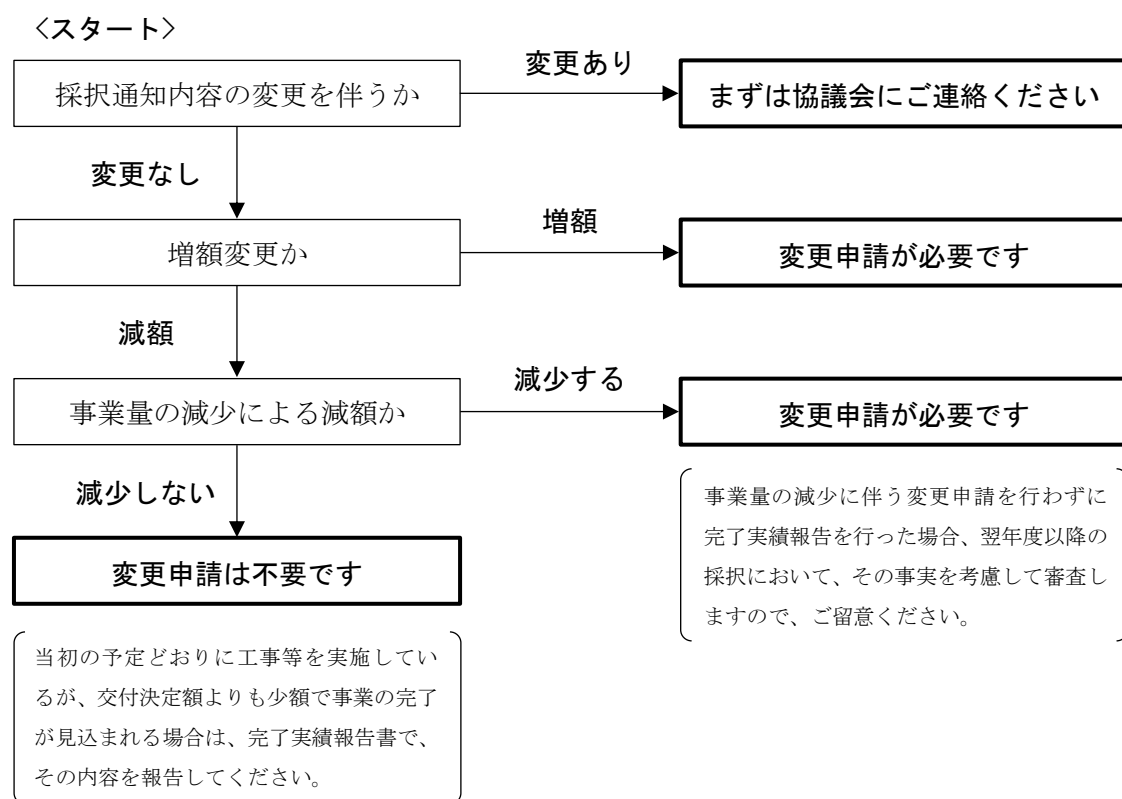 〈スタート〉
採択通知内容の変更を伴うか
変更あり
まずは協議会にご連絡ください
変更なし
増額変更か
増額
変更申請が必要です
減額
事業量の減少による減額か
減少する
変更申請が必要です
事業量の減少に伴う変更申請を行わずに
完了実績報告を行った場合、翌年度以降の
採択において、その事実を考慮して審査し
ますので、ご留意ください。
減少しない
変更申請は不要です
当初の予定どおりに工事等を実施してい
るが、交付決定額よりも少額で事業の完了
が見込まれる場合は、完了実績報告書で、
その内容を報告してください。